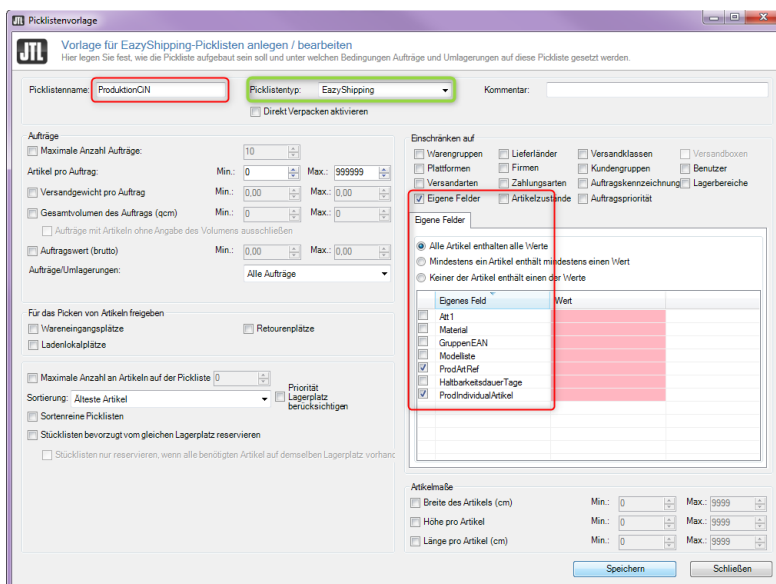 JTL Picklistenvorlage
JTL
Vorlage für EazyShipping-Picklisten anlegen / bearbeiten
Hier legen Sie fest, wie die Pickliste aufgebaut sein soll und unter welchen Bedingungen Aufträge und Umlagerungen auf diese Pickliste gesetzt werden.
Picklistenname: ProduktionCiN Picklistentyp: EazyShipping Kommentar:
Direkt Verpacken aktivieren
Aufträge
Maximale Anzahl Aufträge: 10
Artikel pro Auftrag: Min.: 0 Max.: 999999
Versandgewicht pro Auftrag Min.: 0,00 Max.: 0,00
Gesamtvolumen des Auftrags (qcm) Min.: 0 Max.: 0
Aufträge mit Artikeln ohne Angabe des Volumens ausschließen
Auftragswert (brutto) Min.: 0,00 Max.: 0,00
Aufträge/Umlagerungen: Alle Aufträge
Für das Picken von Artikeln freigeben
Wareneingangsplätze Retourenplätze
Ladenlokalplätze
Maximale Anzahl an Artikeln auf der Pickliste 0
Sortierung: Älteste Artikel Priorität Lagerplatz berücksichtigen
Sortenreine Picklisten
Stücklisten bevorzugt vom gleichen Lagerplatz reservieren
Stücklisten nur reservieren, wenn alle benötigten Artikel auf demselben Lagerplatz vorhanc
Einschränken auf
Warengruppen Lieferländer Versandklassen Versandboxen
Plattformen Firmen Kundengruppen Benutzer
Versandarten Zahlungsarten Auftragskennzeichnung Lagerbereiche
Eigene Felder Artikelzustände Auftragspriorität
Eigene Felder
Alle Artikel enthalten alle Werte
Mindestens ein Artikel enthält mindestens einen Wert
Keiner der Artikel enthält einen der Werte
Eigenes Feld Wert
Att1
Material
GruppenEAN
Modelliste
ProdArtRef
HaltbarkeitsdauerTage
ProdIndividualArtikel
Artikelmaße
Breite des Artikels (cm) Min.: 0 Max.: 9999
Höhe pro Artikel Min.: 0 Max.: 9999
Länge pro Artikel (cm) Min.: 0 Max.: 9999
Speichern Schließen